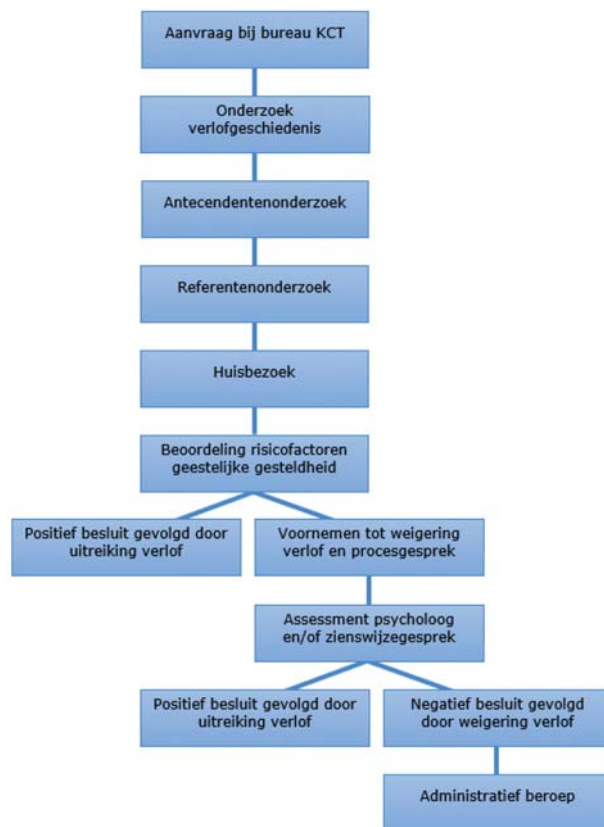 Aanvraag bij bureau KCT
Onderzoek
verlofgeschiedenis
Antecendentenonderzoek
Referentenonderzoek
Huisbezoek
Beoordeling risicofactoren
geestelijke gesteldheid
Positief besluit gevolgd door
uitreiking verlof
Voornemen tot weigering
verlof en procesgesprek
Assessment psycholoog
en/of zienswijzegesprek
Positief besluit gevolgd door
uitreiking verlof
Negatief besluit gevolgd
door weigering verlof
Administratief beroep